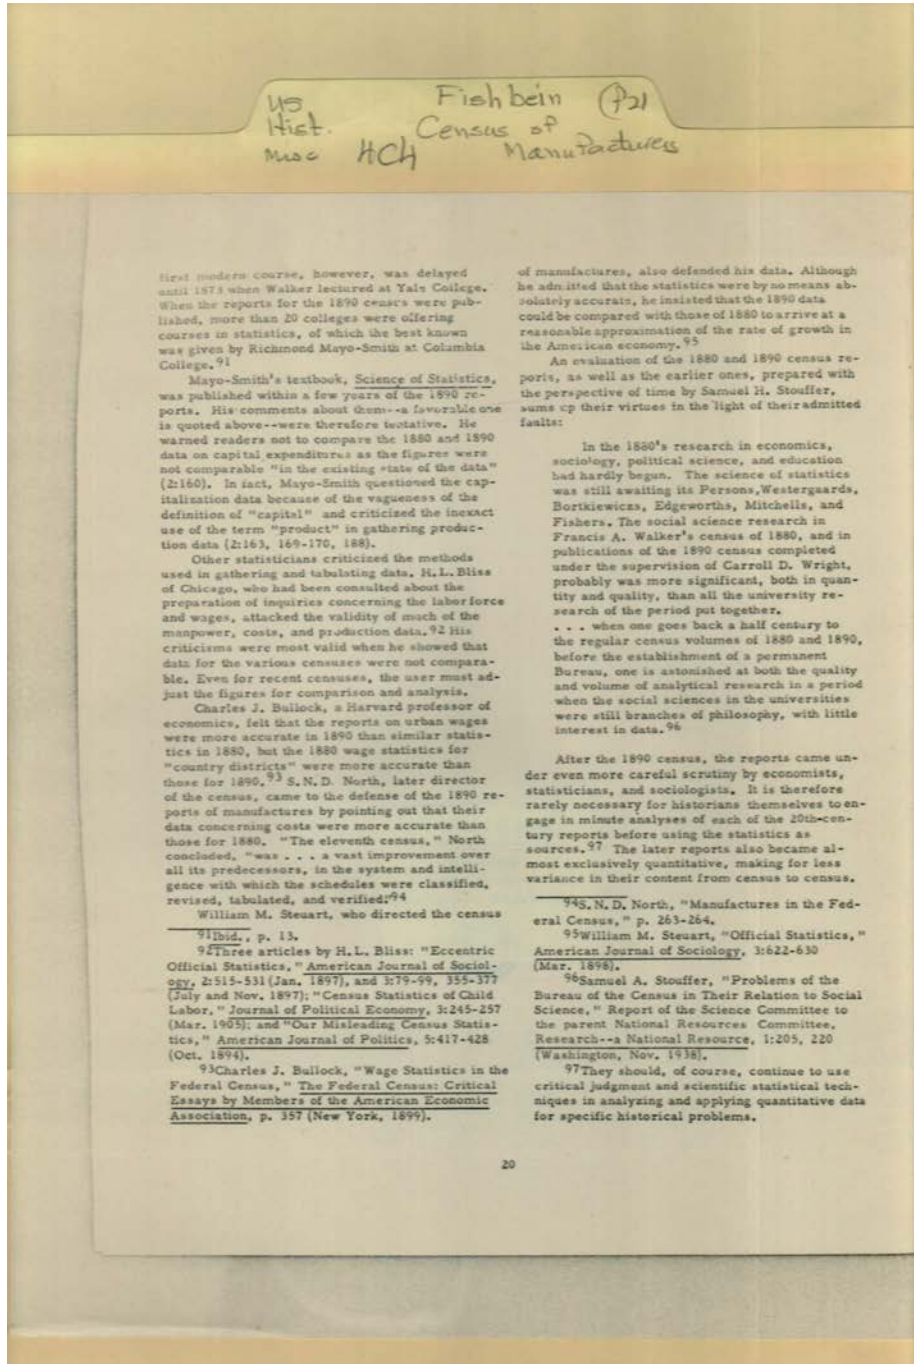 US Fishbein P21
Hist. Census of
Misc HCH Manufacturers
first modern course, however, was delayed
until 1873 when Walker lectured at Yale College.
When the reports for the 1890 census were pub-
lished, more than 20 colleges were offering
courses in statistics, of which the best known
was given by Richmond Mayo-Smith at Columbia
College.91
Mayo-Smith's textbook, Science of Statistics,
was published within a few years of the 1890 re-
ports. His comments about them--a favorable one
is quoted above--were therefore tentative. He
warned readers not to compare the 1880 and 1890
data on capital expenditures as the figures were
not comparable "in the existing state of the data"
(2:160). In fact, Mayo-Smith questioned the cap-
italization data because of the vagueness of the
definition of "capital" and criticized the inexact
use of the term "product" in gathering produc-
tion data (2:163, 169-170, 188).
Other statisticians criticized the methods
used in gathering and tabulating data. H.L. Bliss
of Chicago, who had been consulted about the
preparation of inquiries concerning the labor force
and wages, attacked the validity of much of the
manpower, costs, and production data.92 His
criticisms were most valid when he showed that
data for the various censuses were not compara-
ble. Even for recent censuses, the user must ad-
just the figures for comparison and analysis.
Charles J. Bullock, a Harvard professor of
economics, felt that the reports on urban wages
were more accurate in 1890 than similar statis-
tics in 1880, but the 1880 wage statistics for
"country districts" were more accurate than
those for 1890.93 S.N.D. North, later director
of the census, came to the defense of the 1890 re-
ports of manufactures by pointing out that their
data concerning costs were more accurate than
those for 1880. "The eleventh census," North
concluded, "was . . . a vast improvement over
all its predecessors, in the system and intelli-
gence with which the schedules were classified,
revised, tabulated, and verified."94
William M. Steuart, who directed the census
91Ibid., p. 13.
92Three articles by H.L. Bliss: "Eccentric
Official Statistics," American Journal of Sociol-
ogy, 2:515-531 (Jan. 1897), and 3:79-99, 355-377
(July and Nov. 1897); "Census Statistics of Child
Labor," Journal of Political Economy, 3:245-257
(Mar. 1905); and "Our Misleading Census Statis-
tics," American Journal of Politics, 5:417-428
(Oct. 1894).
93Charles J. Bullock, "Wage Statistics in the
Federal Census," The Federal Census: Critical
Essays by Members of the American Economic
Association, p. 357 (New York, 1899).
of manufactures, also defended his data. Although
he admitted that the statistics were by no means ab-
solutely accurate, he insisted that the 1890 data
could be compared with those of 1880 to arrive at a
reasonable approximation of the rate of growth in
the American economy.95
An evaluation of the 1880 and 1890 census re-
ports, as well as the earlier ones, prepared with
the perspective of time by Samuel H. Stouffer,
sums up their virtues in the light of their admitted
faults:
In the 1880's research in economics,
sociology, political science, and education
had hardly begun. The science of statistics
was still awaiting its Persons, Westergaards,
Bortkiewiczs, Edgeworths, Mitchells, and
Fishers. The social science research in
Francis A. Walker's census of 1880, and in
publications of the 1890 census completed
under the supervision of Carroll D. Wright,
probably was more significant, both in quan-
tity and quality, than all the university re-
search of the period put together.
. . . when one goes back a half century to
the regular census volumes of 1880 and 1890,
before the establishment of a permanent
Bureau, one is astonished at both the quality
and volume of analytical research in a period
when the social sciences in the universities
were still branches of philosophy, with little
interest in data.96
After the 1890 census, the reports came un-
der even more careful scrutiny by economists,
statisticians, and sociologists. It is therefore
rarely necessary for historians themselves to en-
gage in minute analyses of each of the 20th-cen-
tury reports before using the statistics as
sources.97 The later reports also became al-
most exclusively quantitative, making for less
variance in their content from census to census.
94S.N.D. North, "Manufactures in the Fed-
eral Census," p. 263-264.
95William M. Steuart, "Official Statistics,"
American Journal of Sociology, 3:622-630
(Mar. 1898).
96Samuel A. Stouffer, "Problems of the
Bureau of the Census in Their Relation to Social
Science," Report of the Science Committee to
the parent National Resources Committee,
Research--a National Resource, 1:205, 220
(Washington, Nov. 1938).
97They should, of course, continue to use
critical judgment and scientific statistical tech-
niques in analyzing and applying quantitative data
for specific historical problems.
20